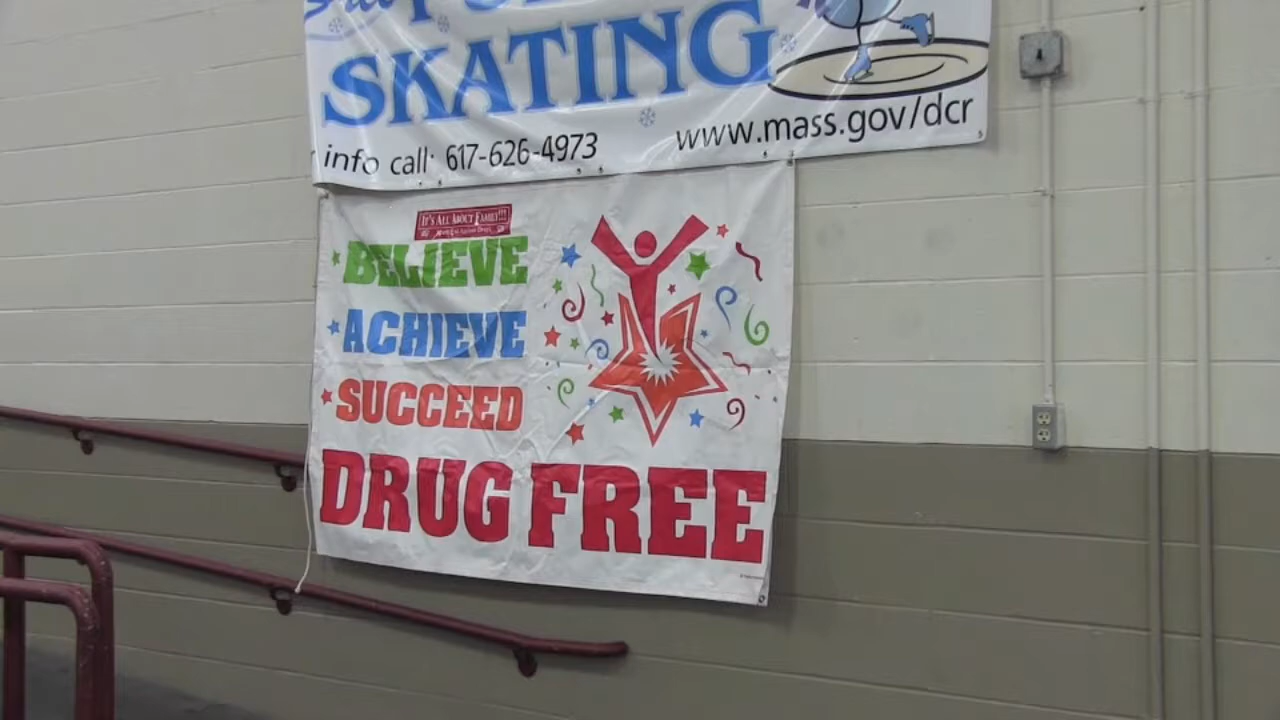 SKATING
info call: 617-626-4973
www.mass.gov/dcr
IT'S ALL ABOUT FAMILY!!!
BELIEVE
ACHIEVE
SUCCEED
DRUG FREE